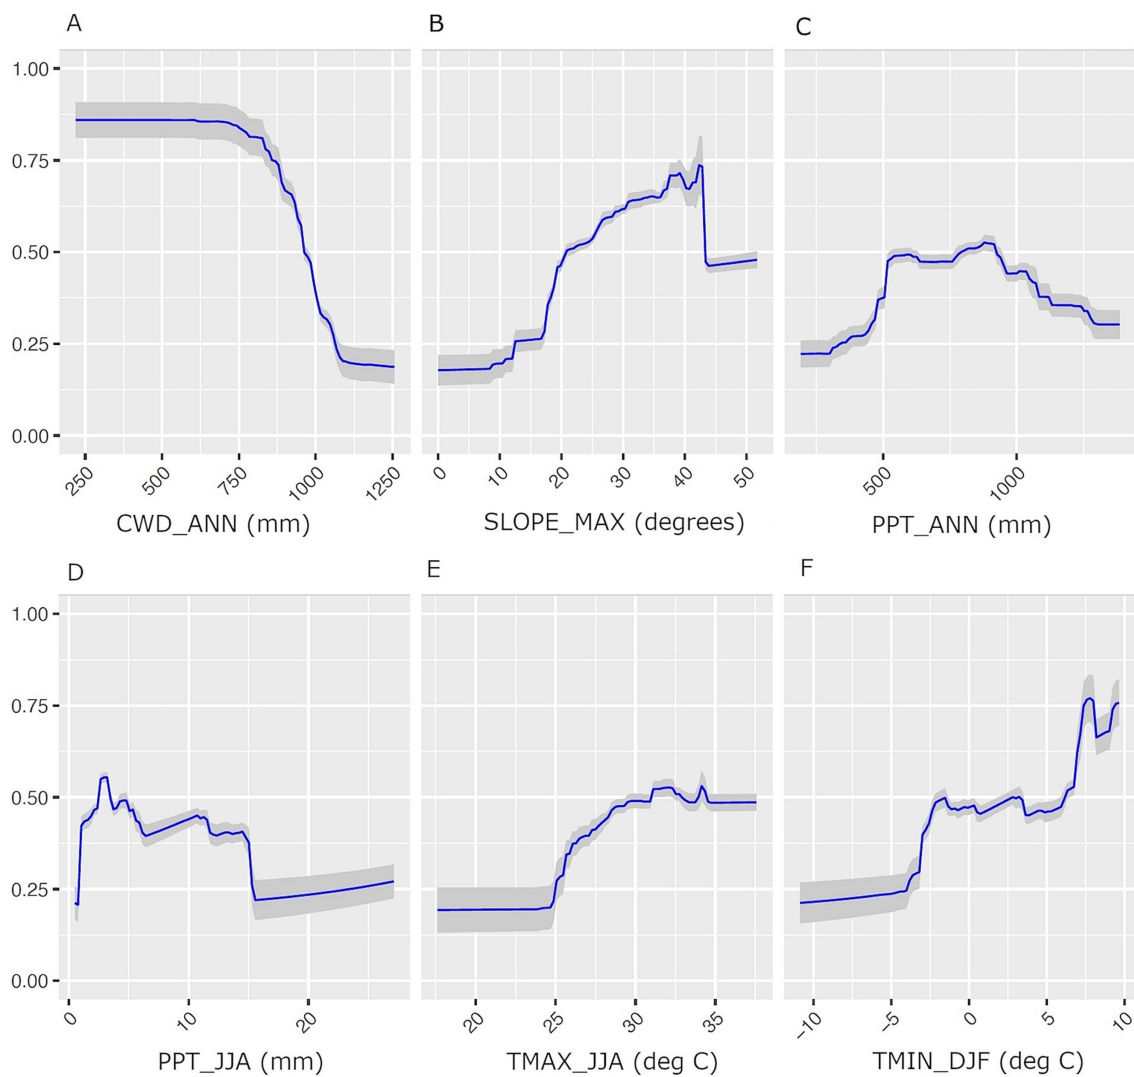 A B C
1.00
0.75
0.50
0.25
0.00
250 500 750 1000 1250 0 10 20 30 40 50 500 1000
CWD_ANN (mm) SLOPE_MAX (degrees) PPT_ANN (mm)
D E F
1.00
0.75
0.50
0.25
0.00
0 10 20 20 25 30 35 −10 −5 0 5 10
PPT_JJA (mm) TMAX_JJA (deg C) TMIN_DJF (deg C)